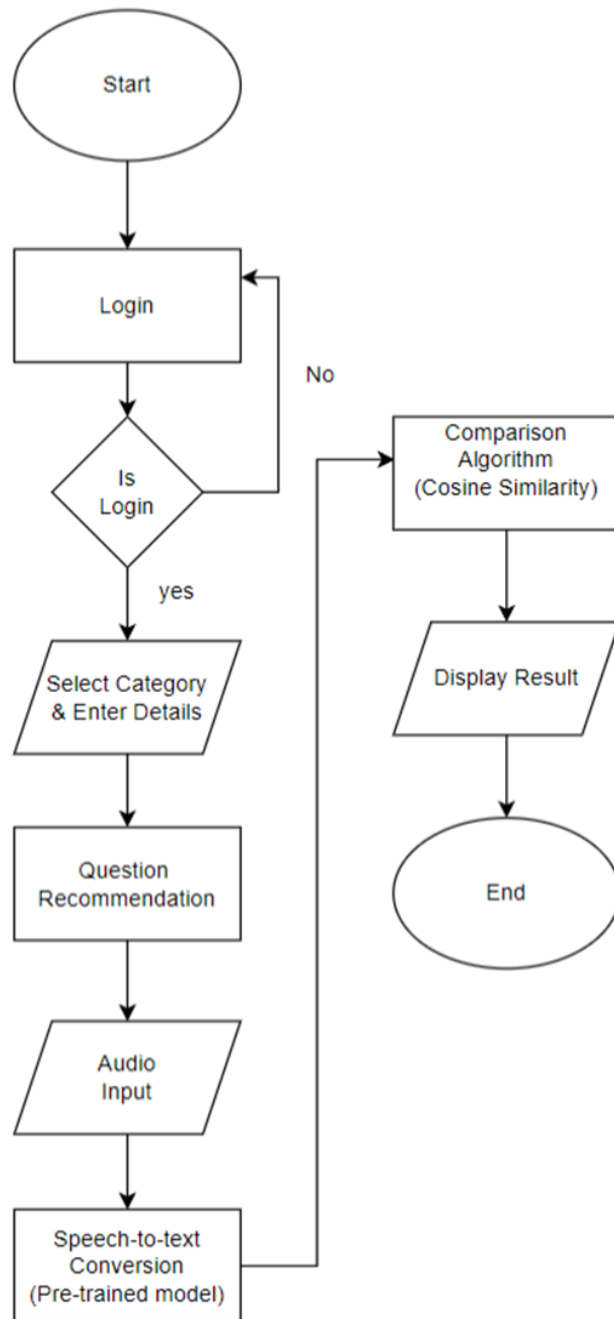 Start
Login
No
Is
Login
yes
Select Category
& Enter Details
Question
Recommendation
Audio
Input
Speech-to-text
Conversion
(Pre-trained model)
Comparison
Algorithm
(Cosine Similarity)
Display Result
End